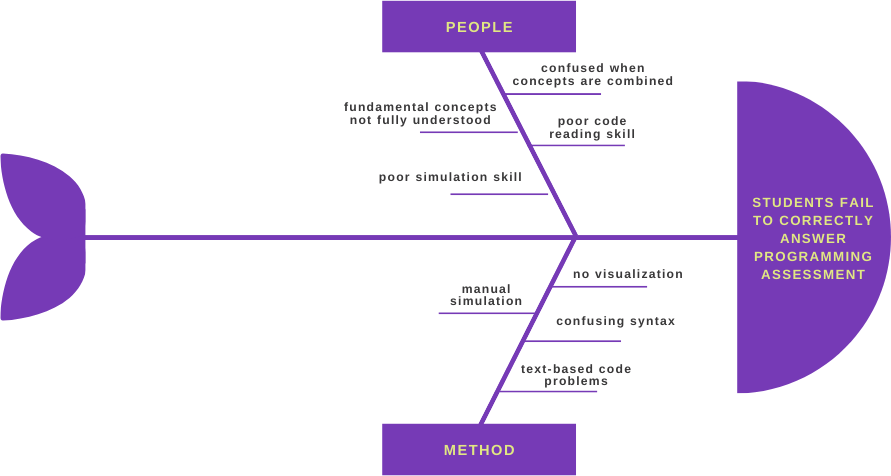 PEOPLE
confused when
concepts are combined
fundamental concepts
not fully understood
poor code
reading skill
poor simulation skill
STUDENTS FAIL
TO CORRECTLY
ANSWER
PROGRAMMING
ASSESSMENT
no visualization
manual
simulation
confusing syntax
text-based code
problems
METHOD